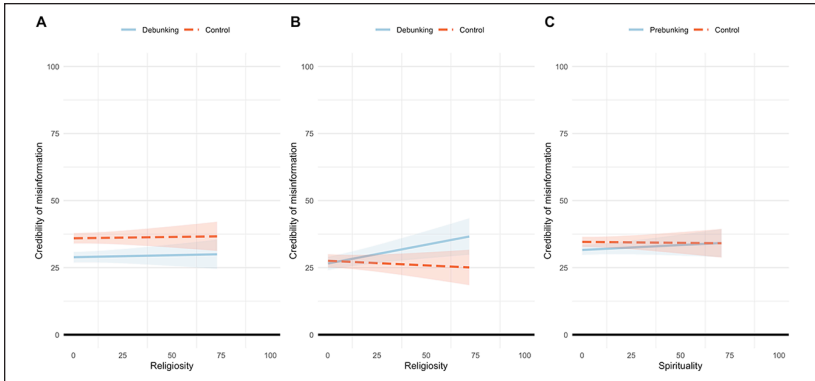 A
Debunking Control
Credibility of misinformation
100
75
50
25
0
0 25 50 75 100
Religiosity
B
Debunking Control
Credibility of misinformation
100
75
50
25
0
0 25 50 75 100
Religiosity
C
Prebunking Control
Credibility of misinformation
100
75
50
25
0
0 25 50 75 100
Spirituality